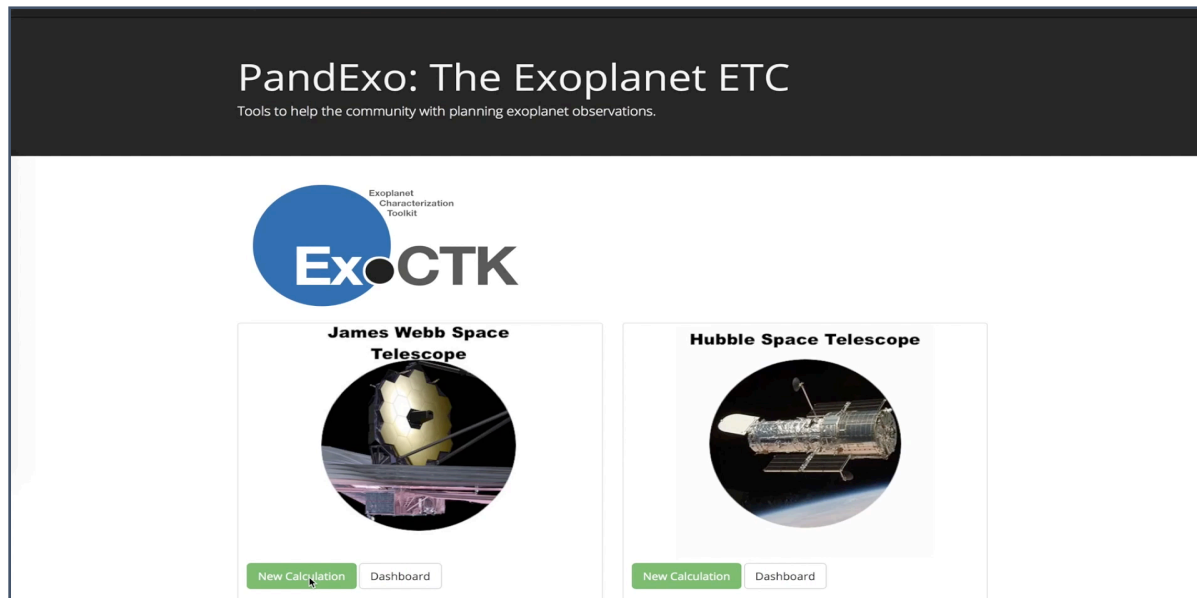 PandExo: The Exoplanet ETC
Tools to help the community with planning exoplanet observations.
Exoplanet
Characterization
Toolkit
ExoCTK
James Webb Space
Telescope
Hubble Space Telescope
New Calculation Dashboard
New Calculation Dashboard